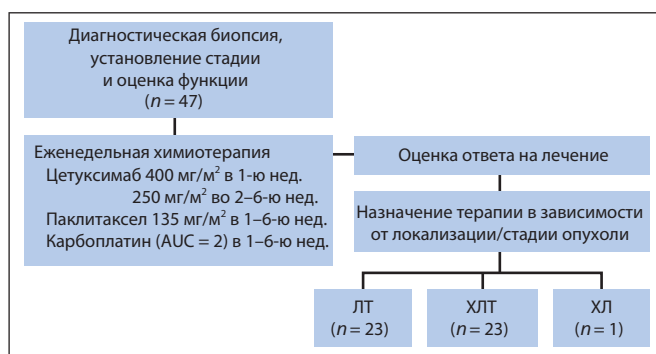 Диагностическая биопсия,
установление стадии
и оценка функции
(n = 47)
Еженедельная химиотерапия
Цетуксимаб 400 мг/м² в 1-ю нед.
250 мг/м² во 2–6-ю нед.
Паклитаксел 135 мг/м² в 1–6-ю нед.
Карбоплатин (AUC = 2) в 1–6-ю нед.
Оценка ответа на лечение
Назначение терапии в зависимости
от локализации/стадии опухоли
ЛТ
(n = 23)
ХЛТ
(n = 23)
ХЛ
(n = 1)